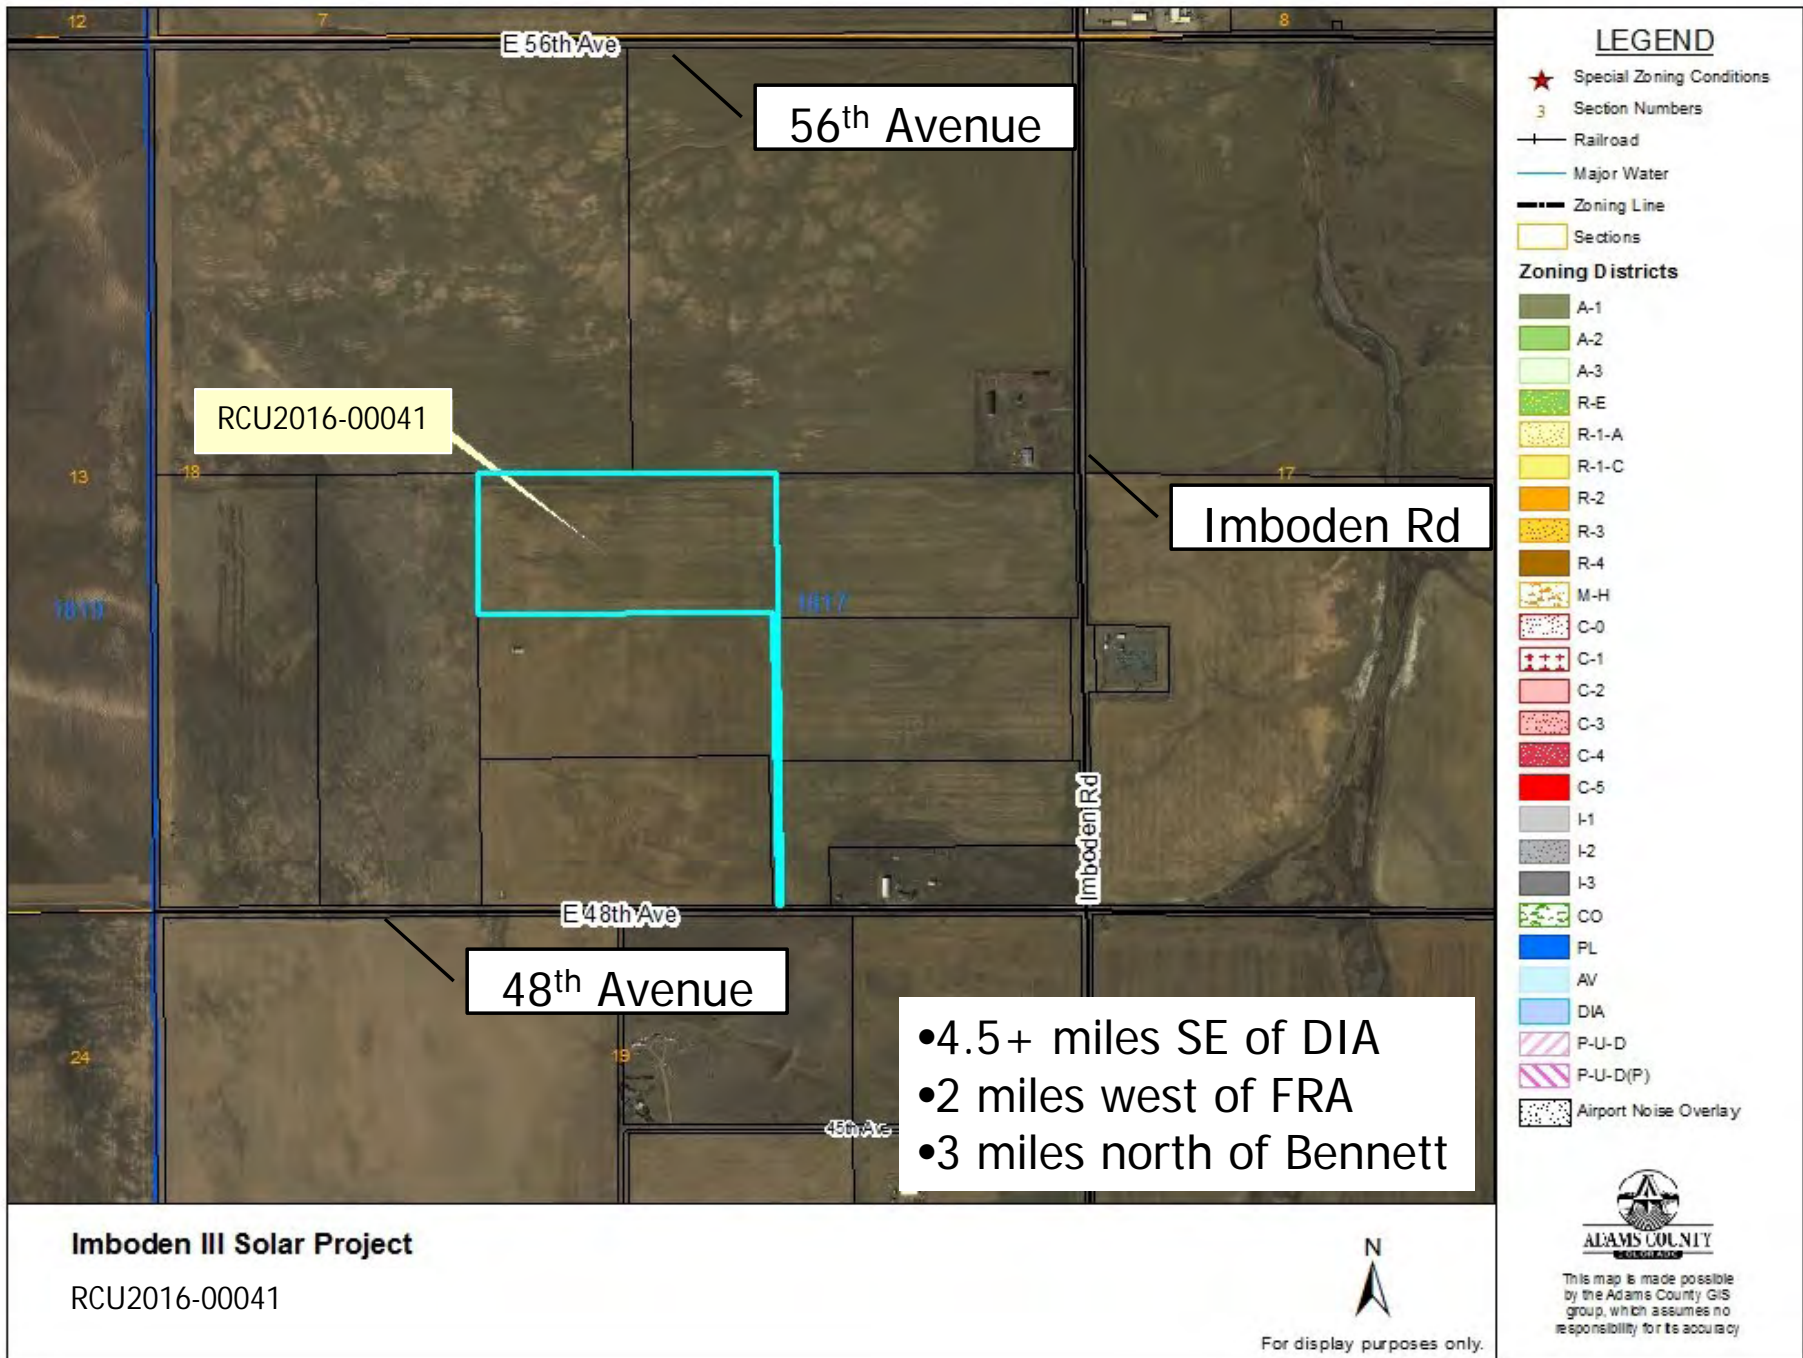 12
7
8
E 56th Ave
56th Avenue
RCU2016-00041
13
18
17
Imboden Rd
1819
1817
Imboden Rd
E 48th Ave
48th Avenue
24
19
45th Ave
•4.5+ miles SE of DIA
•2 miles west of FRA
•3 miles north of Bennett
LEGEND
Special Zoning Conditions
3 Section Numbers
Railroad
Major Water
Zoning Line
Sections
Zoning Districts
A-1
A-2
A-3
R-E
R-1-A
R-1-C
R-2
R-3
R-4
M-H
C-0
C-1
C-2
C-3
C-4
C-5
I-1
I-2
I-3
CO
PL
AV
DIA
P-U-D
P-U-D(P)
Airport Noise Overlay
ADAMS COUNTY
COLORADO
This map is made possible
by the Adams County GIS
group, which assumes no
responsibility for its accuracy
Imboden III Solar Project
RCU2016-00041
N
For display purposes only.